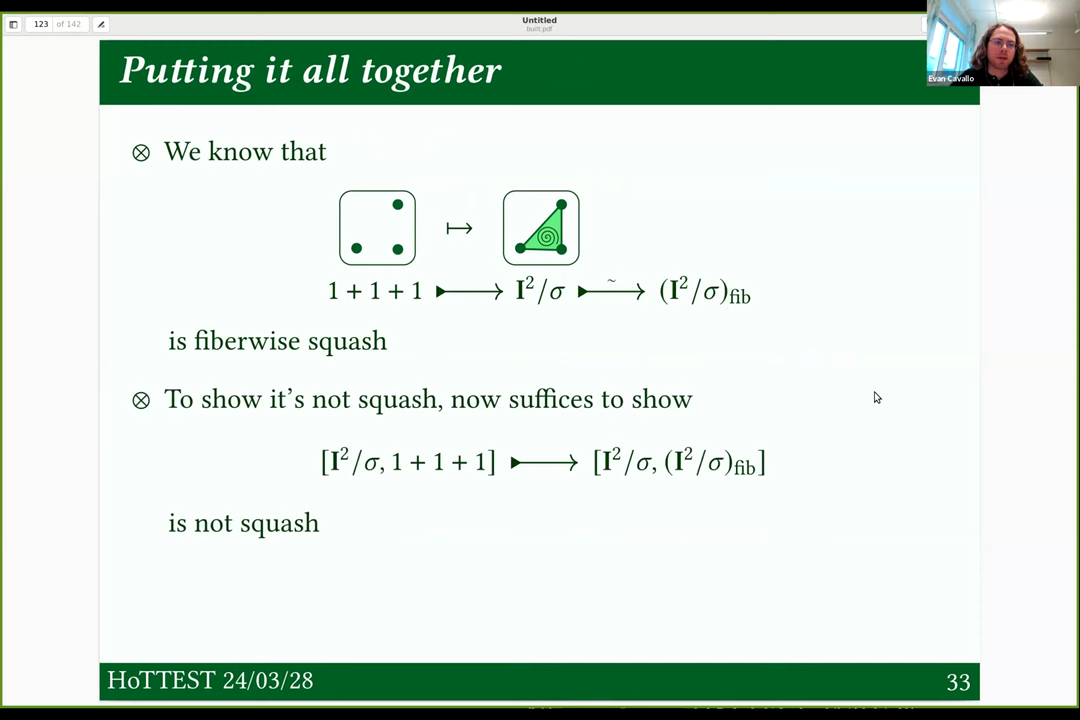 123 of 142
Untitled
built.pdf
Evan Cavallo
Putting it all together
⊗ We know that
↦
1 + 1 + 1 ▸⟶ I²/σ ▸⟶ ~ (I²/σ)fib
is fiberwise squash
⊗ To show it's not squash, now suffices to show
[I²/σ, 1 + 1 + 1] ▸⟶ [I²/σ, (I²/σ)fib]
is not squash
HoTTEST 24/03/28
33